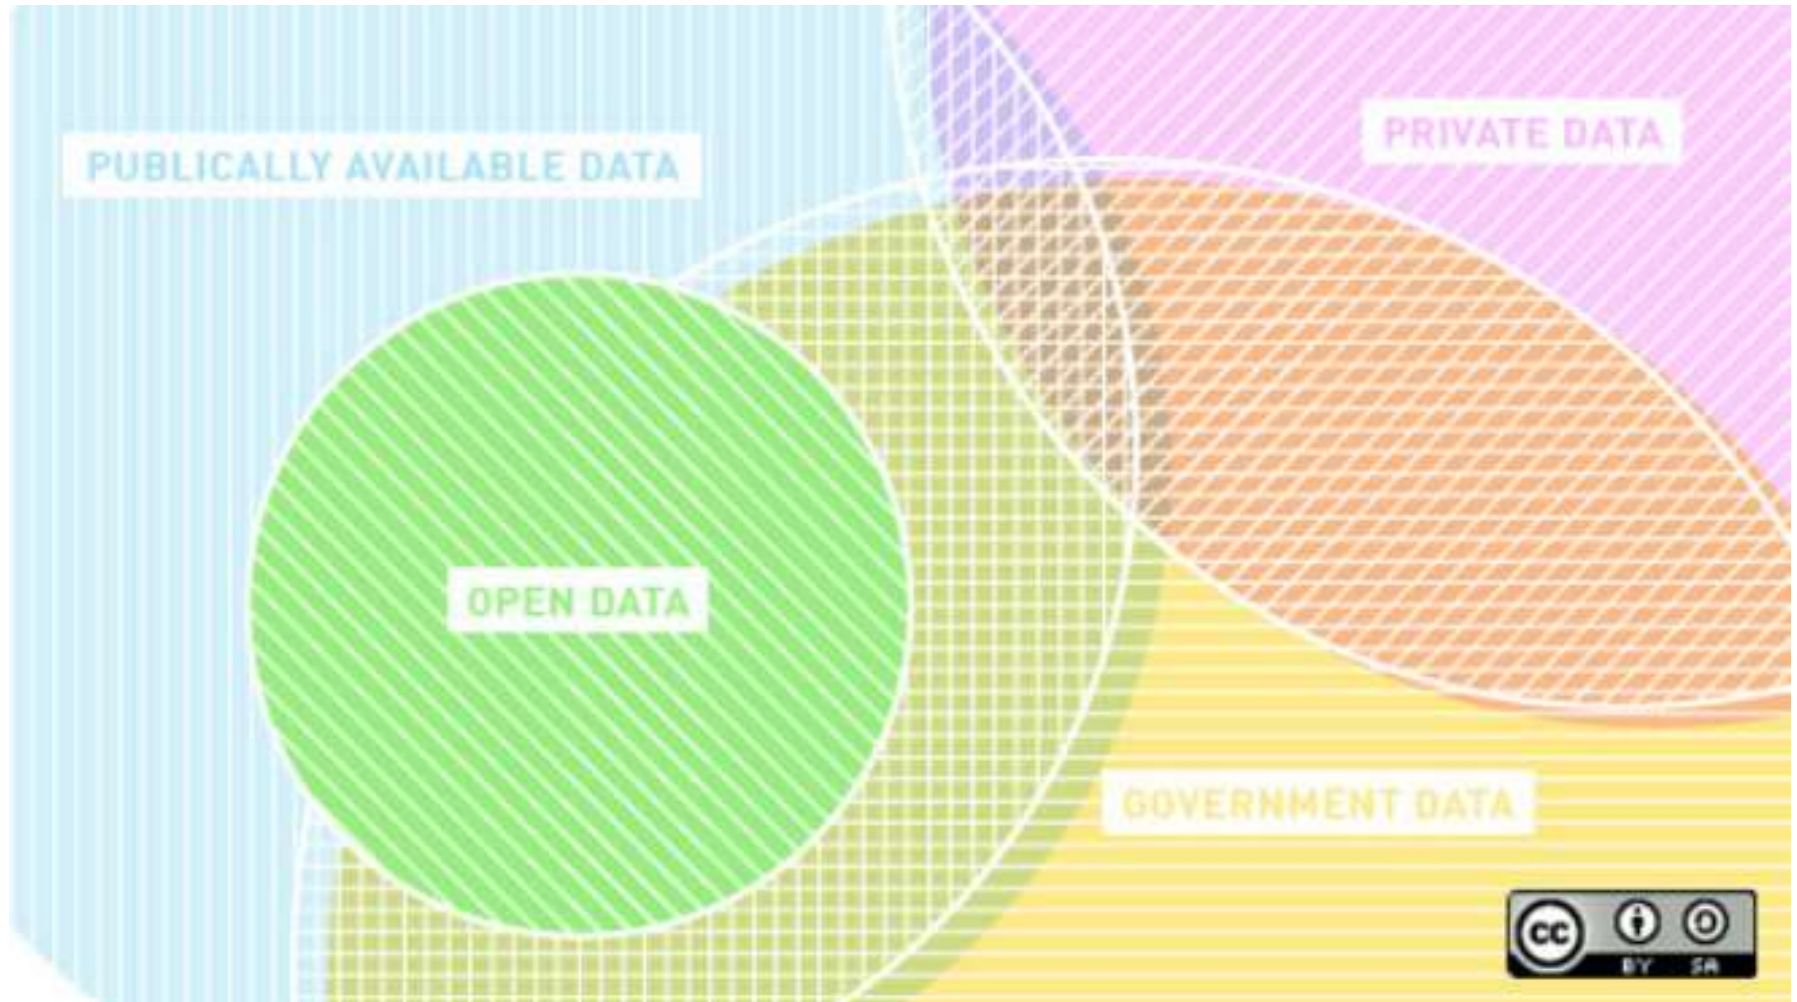 PUBLICALLY AVAILABLE DATA
PRIVATE DATA
OPEN DATA
GOVERNMENT DATA
cc
BY SA